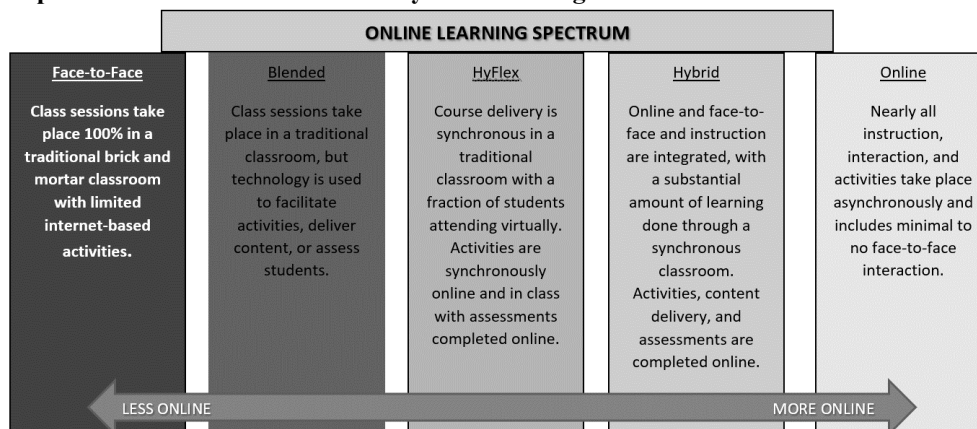 ONLINE LEARNING SPECTRUM
Face-to-Face
Class sessions take
place 100% in a
traditional brick and
mortar classroom
with limited
internet-based
activities.
Blended
Class sessions take
place in a traditional
classroom, but
technology is used
to facilitate
activities, deliver
content, or assess
students.
HyFlex
Course delivery is
synchronous in a
traditional
classroom with a
fraction of students
attending virtually.
Activities are
synchronously
online and in class
with assessments
completed online.
Hybrid
Online and face-to-
face and instruction
are integrated, with
a substantial
amount of learning
done through a
synchronous
classroom.
Activities, content
delivery, and
assessments are
completed online.
Online
Nearly all
instruction,
interaction, and
activities take place
asynchronously and
includes minimal to
no face-to-face
interaction.
LESS ONLINE
MORE ONLINE